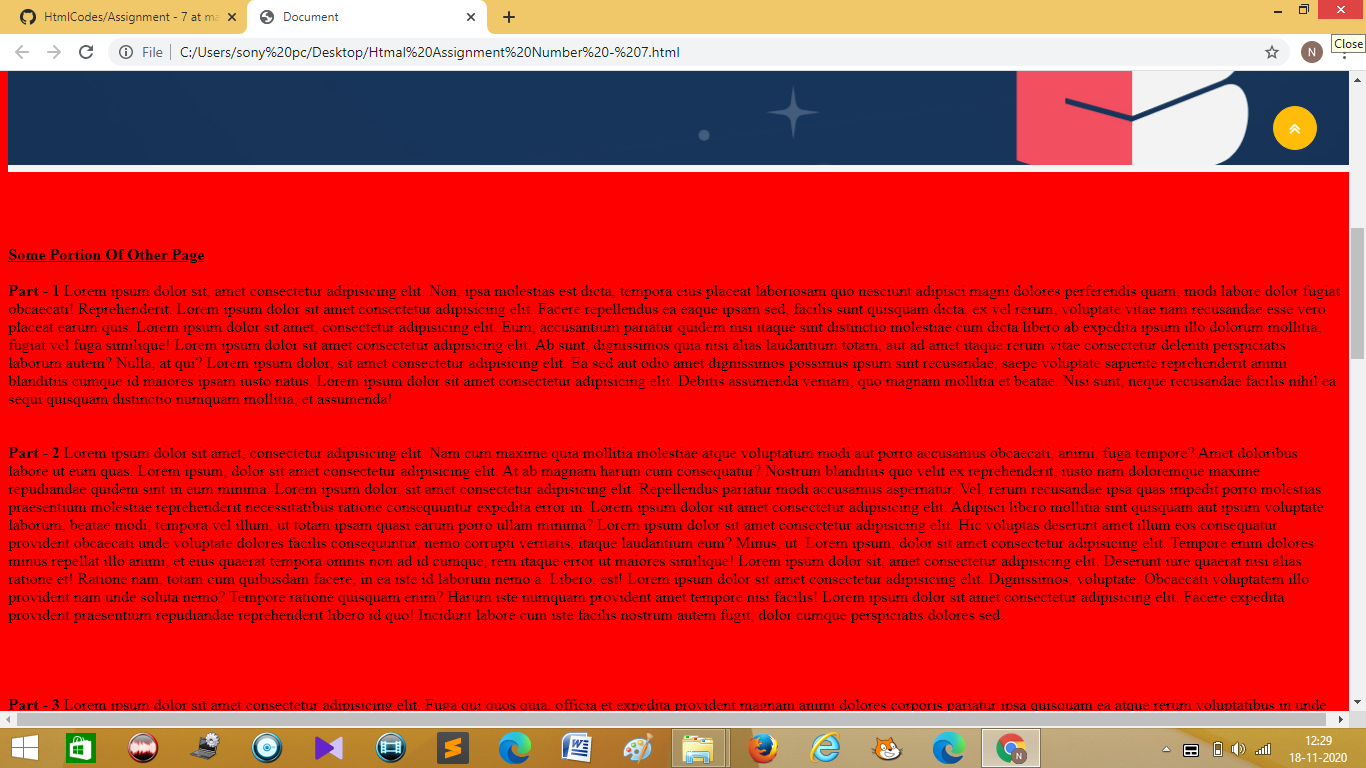 HtmlCodes/Assignment - 7 at ma
Document
File
C:/Users/sony%20pc/Desktop/Htmal%20Assignment%20Number%20-%207.html
N
Close
Some Portion Of Other Page
Part - 1 Lorem ipsum dolor sit, amet consectetur adipisicing elit. Non, ipsa molestias est dicta, tempora eius placeat laboriosam quo nesciunt adipisci magni dolores perferendis quam, modi labore dolor fugiat
obcaecati! Reprehenderit. Lorem ipsum dolor sit amet consectetur adipisicing elit. Facere repellendus ea eaque ipsam sed, facilis sunt quisquam dicta, ex vel rerum, voluptate vitae nam recusandae esse vero
placeat earum quis. Lorem ipsum dolor sit amet, consectetur adipisicing elit. Eum, accusantium pariatur quidem nisi itaque sint distinctio molestiae cum dicta libero ab expedita ipsum illo dolorum mollitia,
fugiat vel fuga similique! Lorem ipsum dolor sit amet consectetur adipisicing elit. Ab sunt, dignissimos quia nisi alias laudantium totam, aut ad amet itaque rerum vitae consectetur deleniti perspiciatis
laborum autem? Nulla, at qui? Lorem ipsum dolor, sit amet consectetur adipisicing elit. Ea sed aut odio amet dignissimos possimus ipsum sint recusandae, saepe voluptate sapiente reprehenderit animi
blanditiis cumque id maiores ipsam iusto natus. Lorem ipsum dolor sit amet consectetur adipisicing elit. Debitis assumenda veniam, quo magnam mollitia et beatae. Nisi sunt, neque recusandae facilis nihil ea
sequi quisquam distinctio numquam mollitia, et assumenda!
Part - 2 Lorem ipsum dolor sit amet, consectetur adipisicing elit. Nam cum maxime quia mollitia molestiae atque voluptatum modi aut porro accusamus obcaecati, animi, fuga tempore? Amet doloribus
labore ut eum quas. Lorem ipsum, dolor sit amet consectetur adipisicing elit. At ab magnam harum cum consequatur? Nostrum blanditiis quo velit ex reprehenderit, iusto nam doloremque maxime
repudiandae quidem sint in eum minima. Lorem ipsum dolor, sit amet consectetur adipisicing elit. Repellendus pariatur modi accusamus aspernatur. Vel, rerum recusandae ipsa quas impedit porro molestias
praesentium molestiae reprehenderit necessitatibus ratione consequuntur expedita error in. Lorem ipsum dolor sit amet consectetur adipisicing elit. Adipisci libero mollitia sint quisquam aut ipsum voluptate
laborum, beatae modi, tempora vel illum, ut totam ipsam quasi earum porro ullam minima? Lorem ipsum dolor sit amet consectetur adipisicing elit. Hic voluptas deserunt amet illum eos consequatur
provident obcaecati unde voluptate dolores facilis consequuntur, nemo corrupti veritatis, itaque laudantium eum? Minus, ut. Lorem ipsum, dolor sit amet consectetur adipisicing elit. Tempore enim dolores
minus repellat illo animi, et eius quaerat tempora omnis non ad id cumque, rem itaque error ut maiores similique! Lorem ipsum dolor sit, amet consectetur adipisicing elit. Deserunt iure quaerat nisi alias
ratione et! Ratione nam, totam cum quibusdam facere, in ea iste id laborum nemo a. Libero, est! Lorem ipsum dolor sit amet consectetur adipisicing elit. Dignissimos, voluptate. Obcaecati voluptatem illo
provident nam unde soluta nemo? Tempore ratione quisquam enim? Harum iste numquam provident amet tempore nisi facilis! Lorem ipsum dolor sit amet consectetur adipisicing elit. Facere expedita
provident praesentium repudiandae reprehenderit libero id quo! Incidunt labore cum iste facilis nostrum autem fugit, dolor cumque perspiciatis dolores sed.
Part - 3 Lorem ipsum dolor sit amet consectetur adipisicing elit. Fuga qui quos quia, officia et expedita provident magnam animi dolores corporis pariatur ipsa quisquam ea atque rerum voluptatibus in unde
12:29
18-11-2020